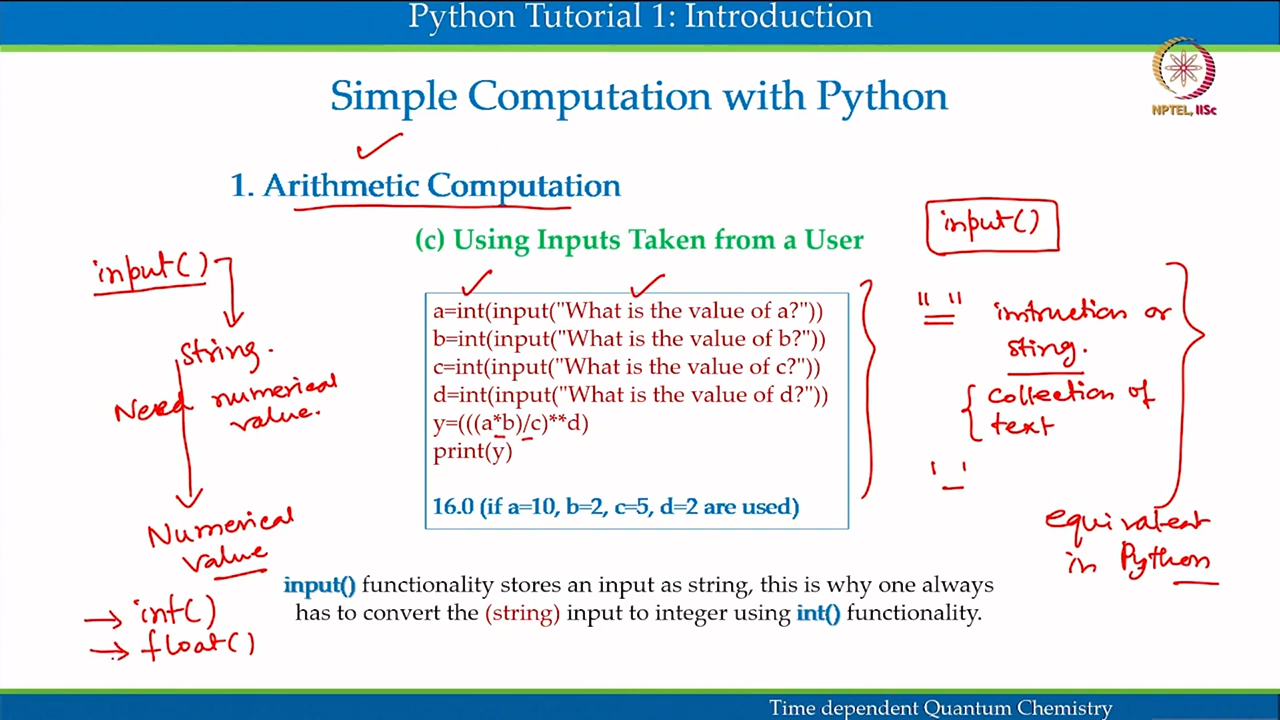 Python Tutorial 1: Introduction
NPTEL, IISc
Simple Computation with Python
1. Arithmetic Computation
(c) Using Inputs Taken from a User
input()
input()
a=int(input("What is the value of a?"))
b=int(input("What is the value of b?"))
c=int(input("What is the value of c?"))
d=int(input("What is the value of d?"))
y=(((a*b)/c)**d)
print(y)
16.0 (if a=10, b=2, c=5, d=2 are used)
string.
Need numerical
value.
Numerical
value
→ int()
→ float()
" " instruction or
sting.
{ collection of
text
' '
equivalent
in Python
input() functionality stores an input as string, this is why one always
has to convert the (string) input to integer using int() functionality.
Time dependent Quantum Chemistry